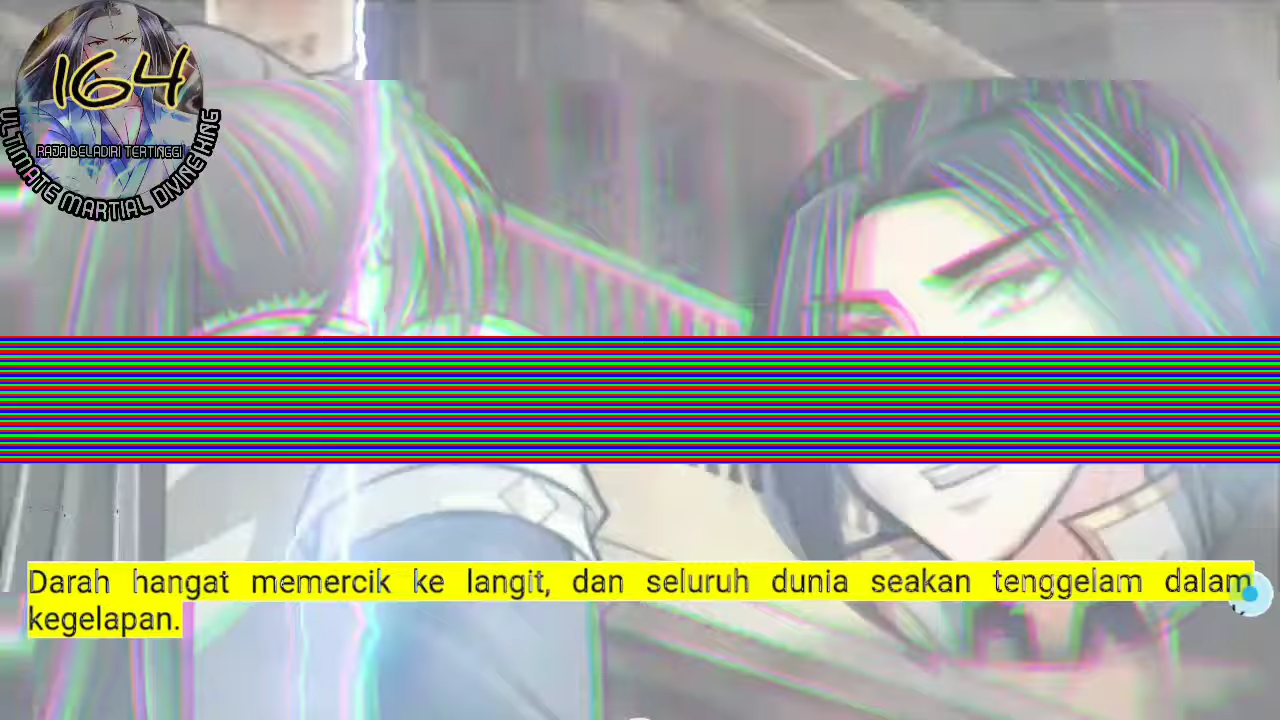 164
RAJA BELADIRI TERTINGGI
ULTIMATE MARTIAL DIVINE KING
Darah hangat memercik ke langit, dan seluruh dunia seakan tenggelam dalam
kegelapan.